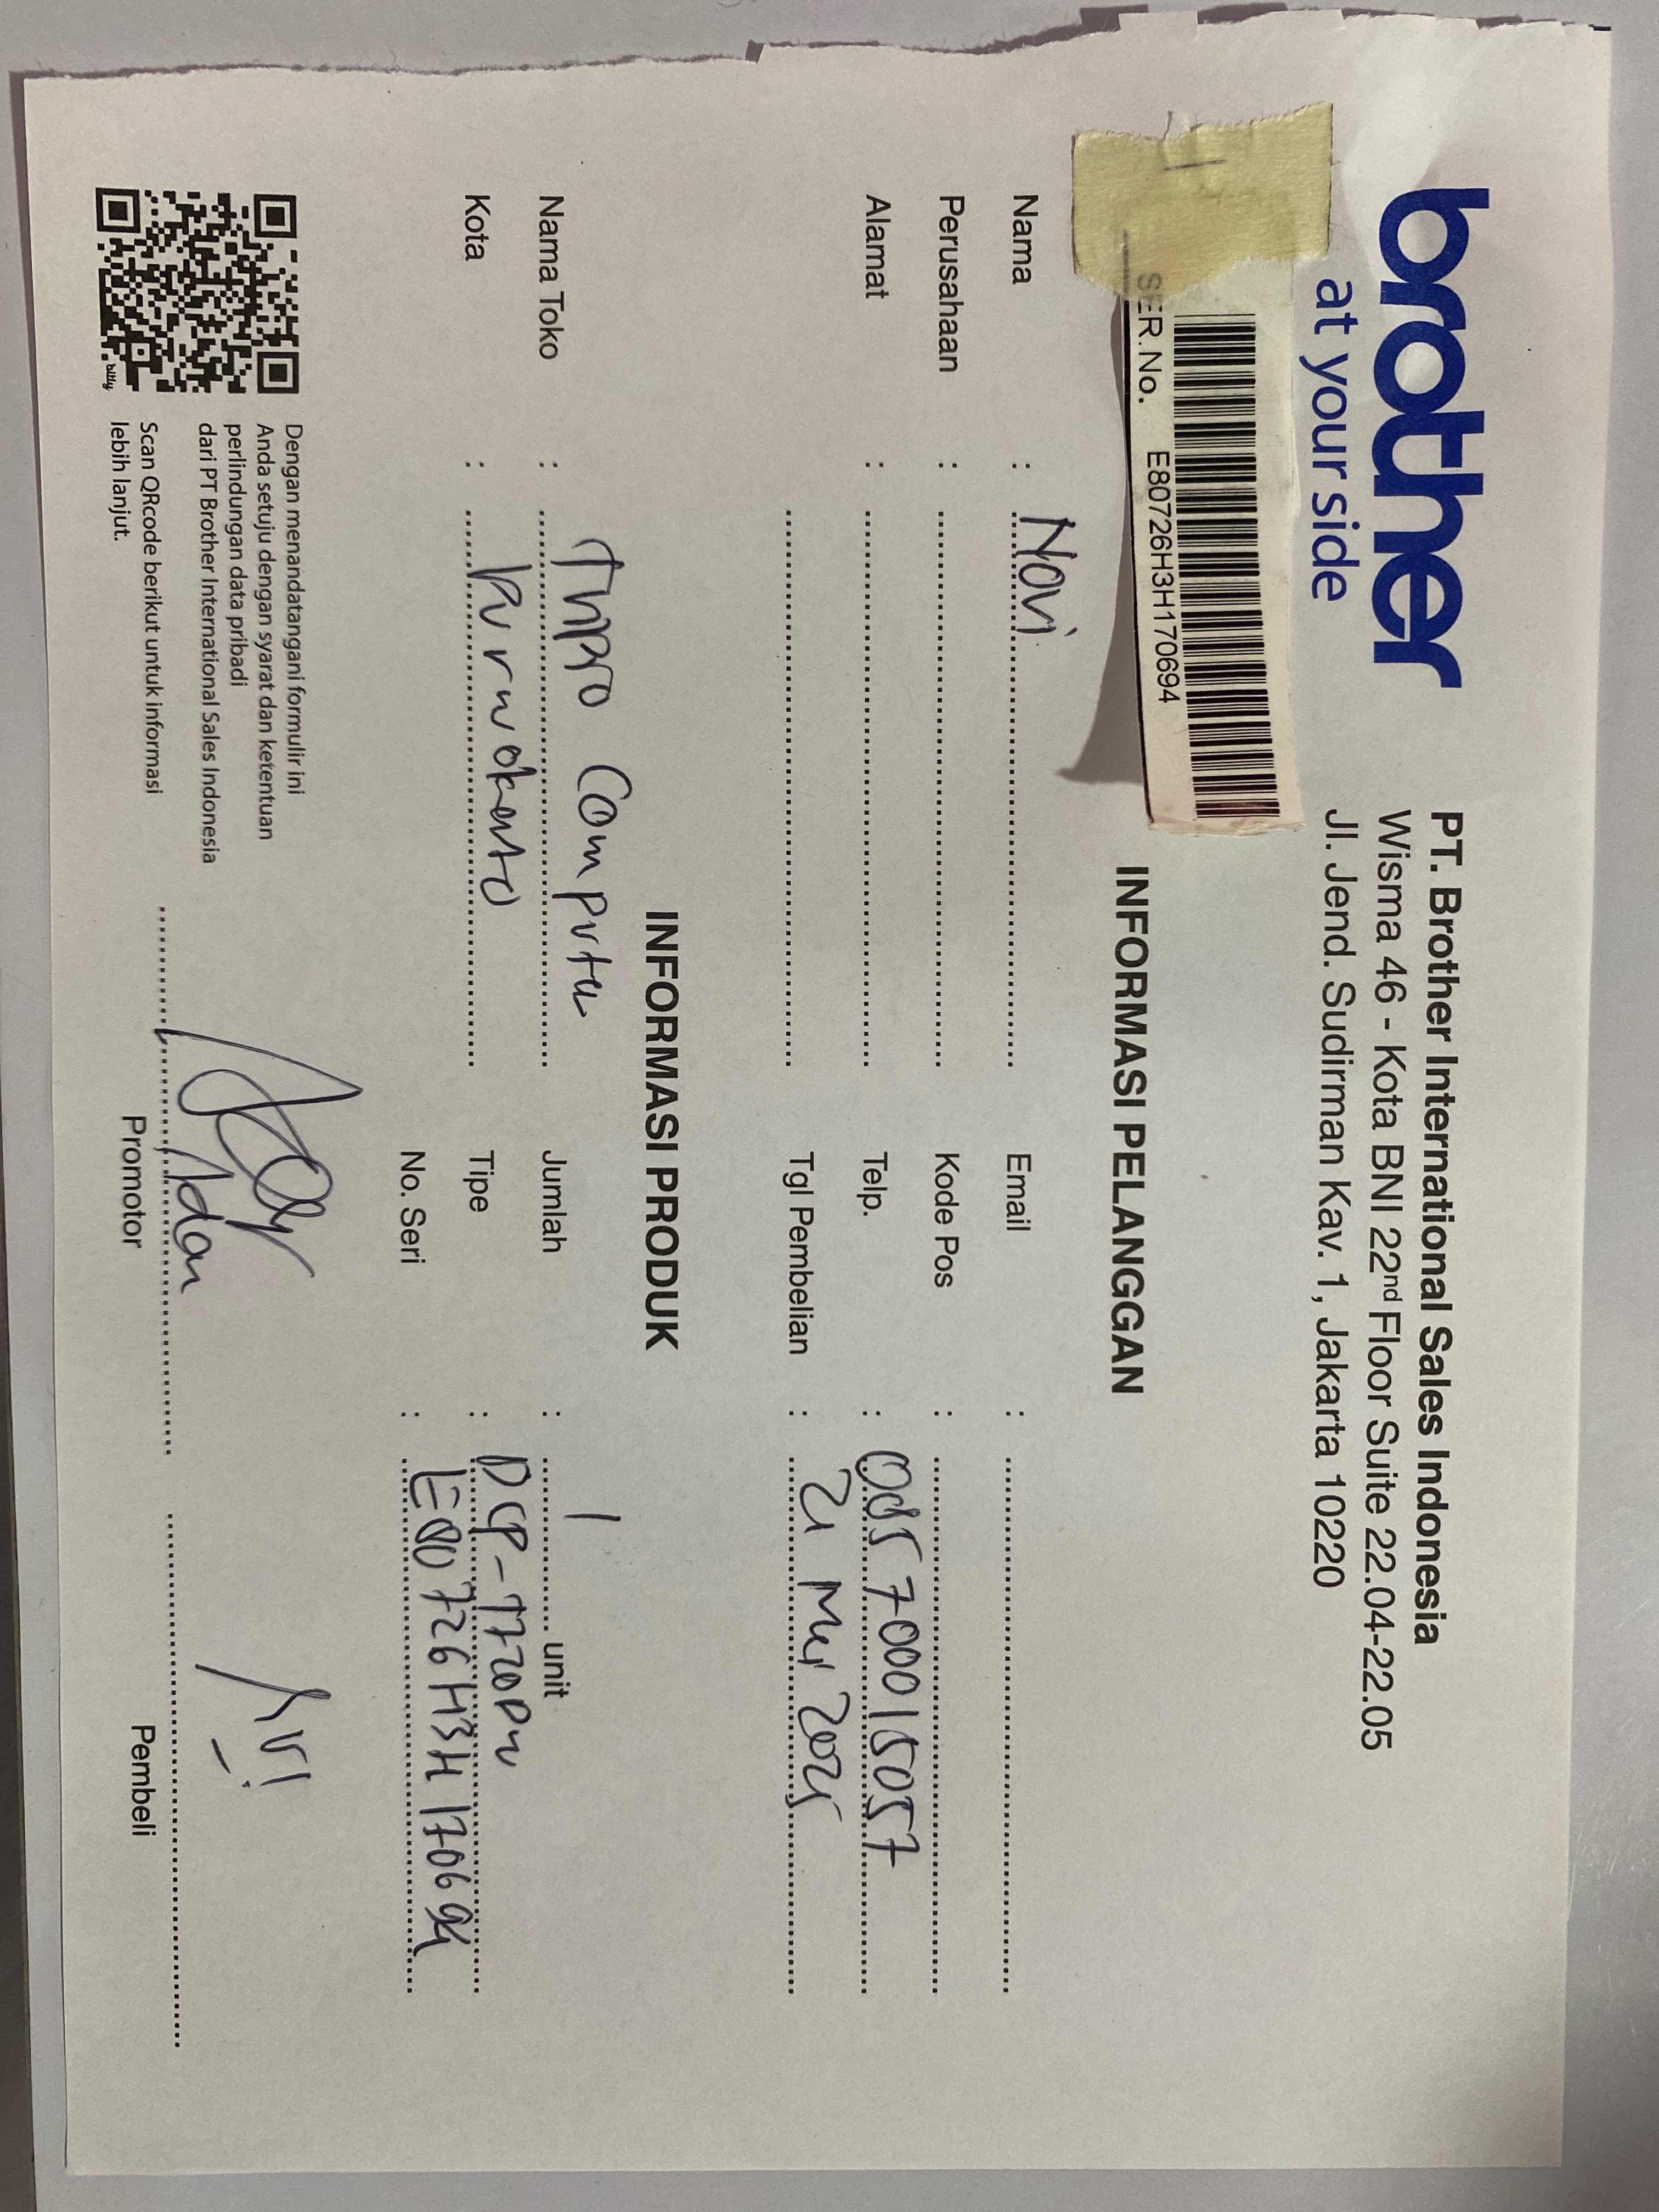 brother
at your side
PT. Brother International Sales Indonesia
Wisma 46 - Kota BNI 22nd Floor Suite 22.04-22.05
Jl. Jend. Sudirman Kav. 1, Jakarta 10220
SER.No. E80726H3H170694
INFORMASI PELANGGAN
Nama : Novi Email :
Perusahaan : Kode Pos :
Alamat : Telp. : 085700015057
Tgl Pembelian : 21 Mei 2025
INFORMASI PRODUK
Nama Toko : Computer Jumlah : 1 unit
Kota : Purwokerto Tipe : DCP-T720DW
No. Seri : E80726H3H170694
Dengan menandatangani formulir ini
Anda setuju dengan syarat dan ketentuan
perlindungan data pribadi
dari PT Brother International Sales Indonesia
Scan QRcode berikut untuk informasi
lebih lanjut.
bitly
Promotor
Pembeli